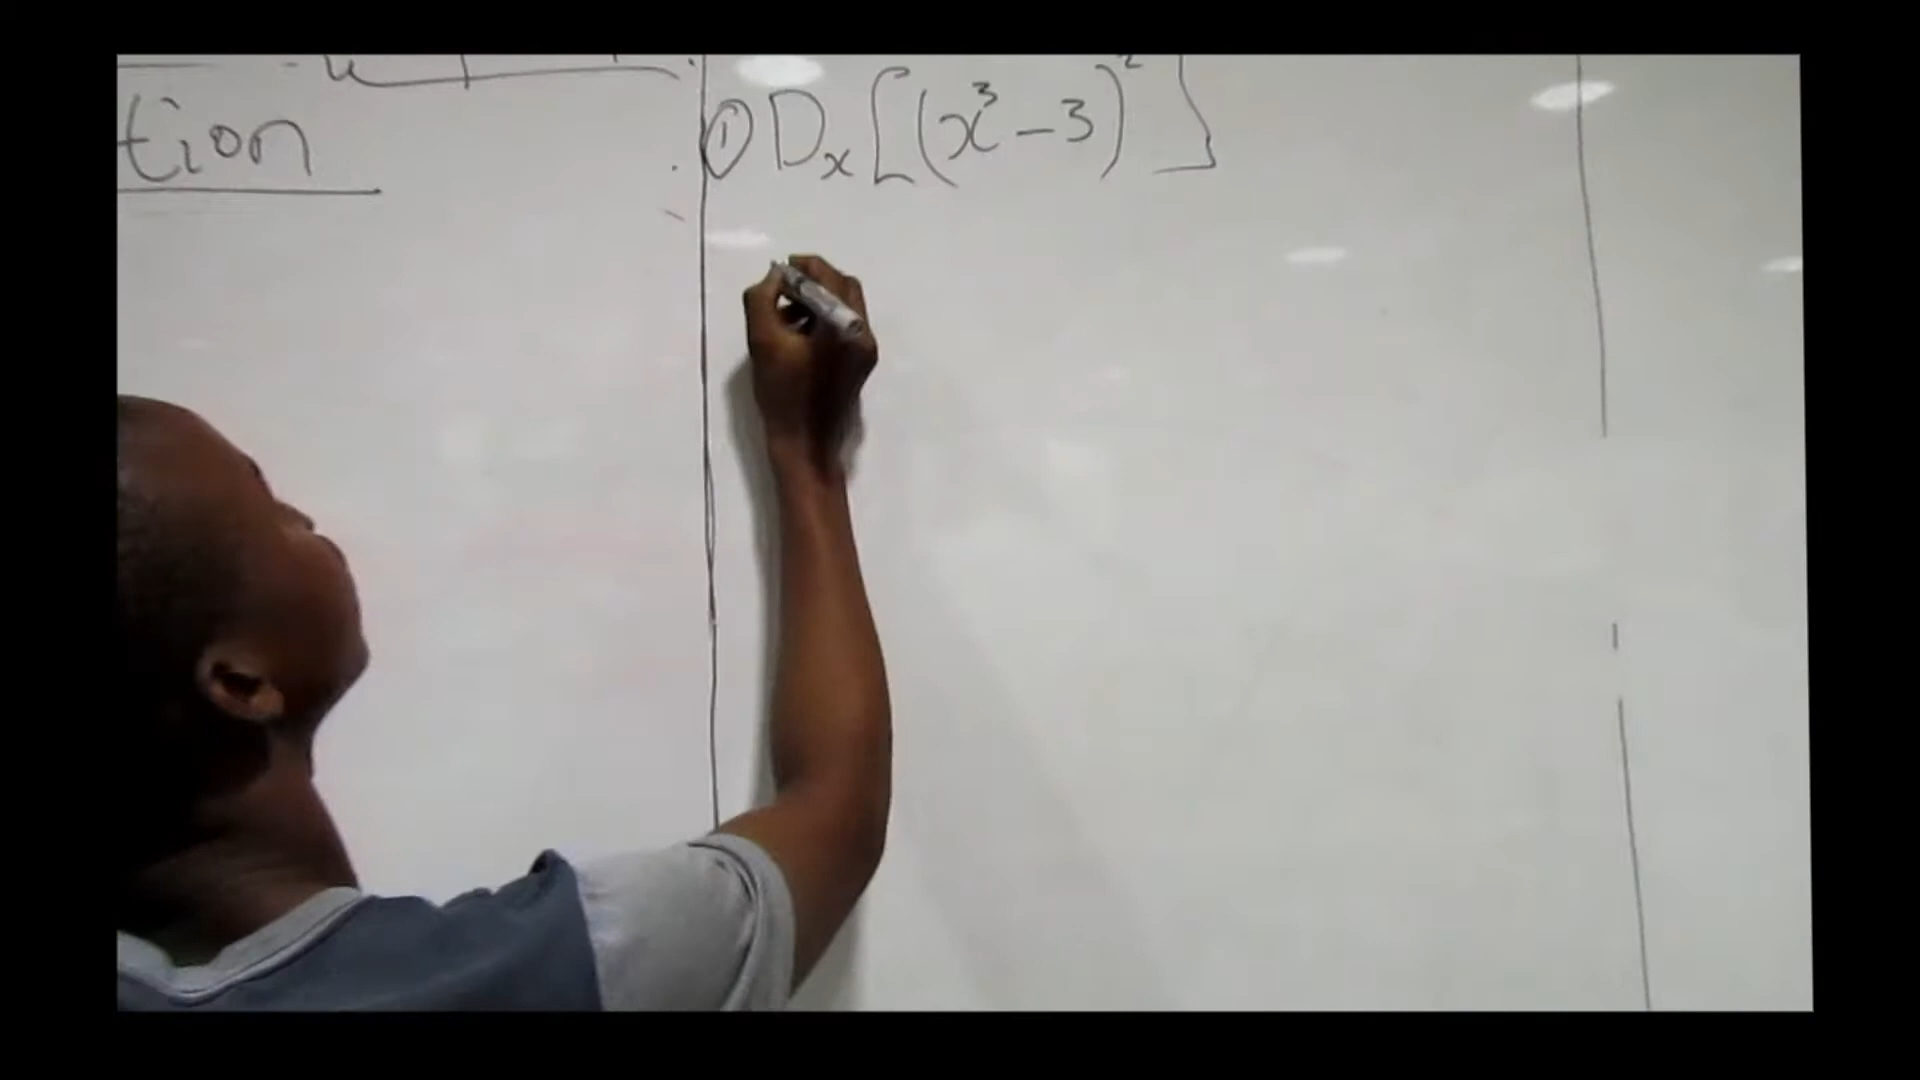 tion
① Dₓ[(x³-3)²]